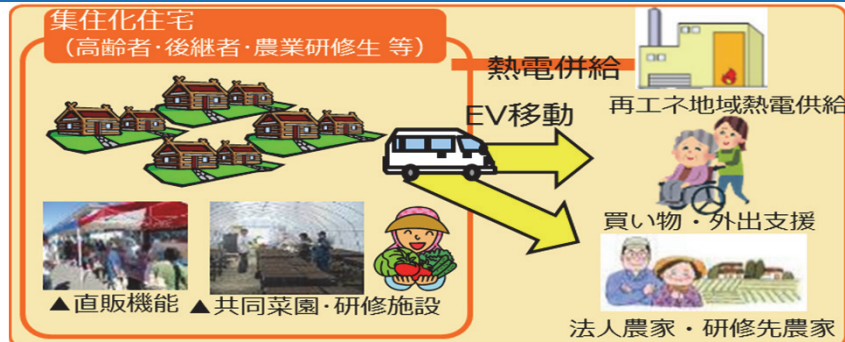 集住化住宅
（高齢者・後継者・農業研修生 等）
熱電併給
再エネ地域熱電供給
EV移動
買い物・外出支援
▲直販機能
▲共同菜園・研修施設
法人農家・研修先農家